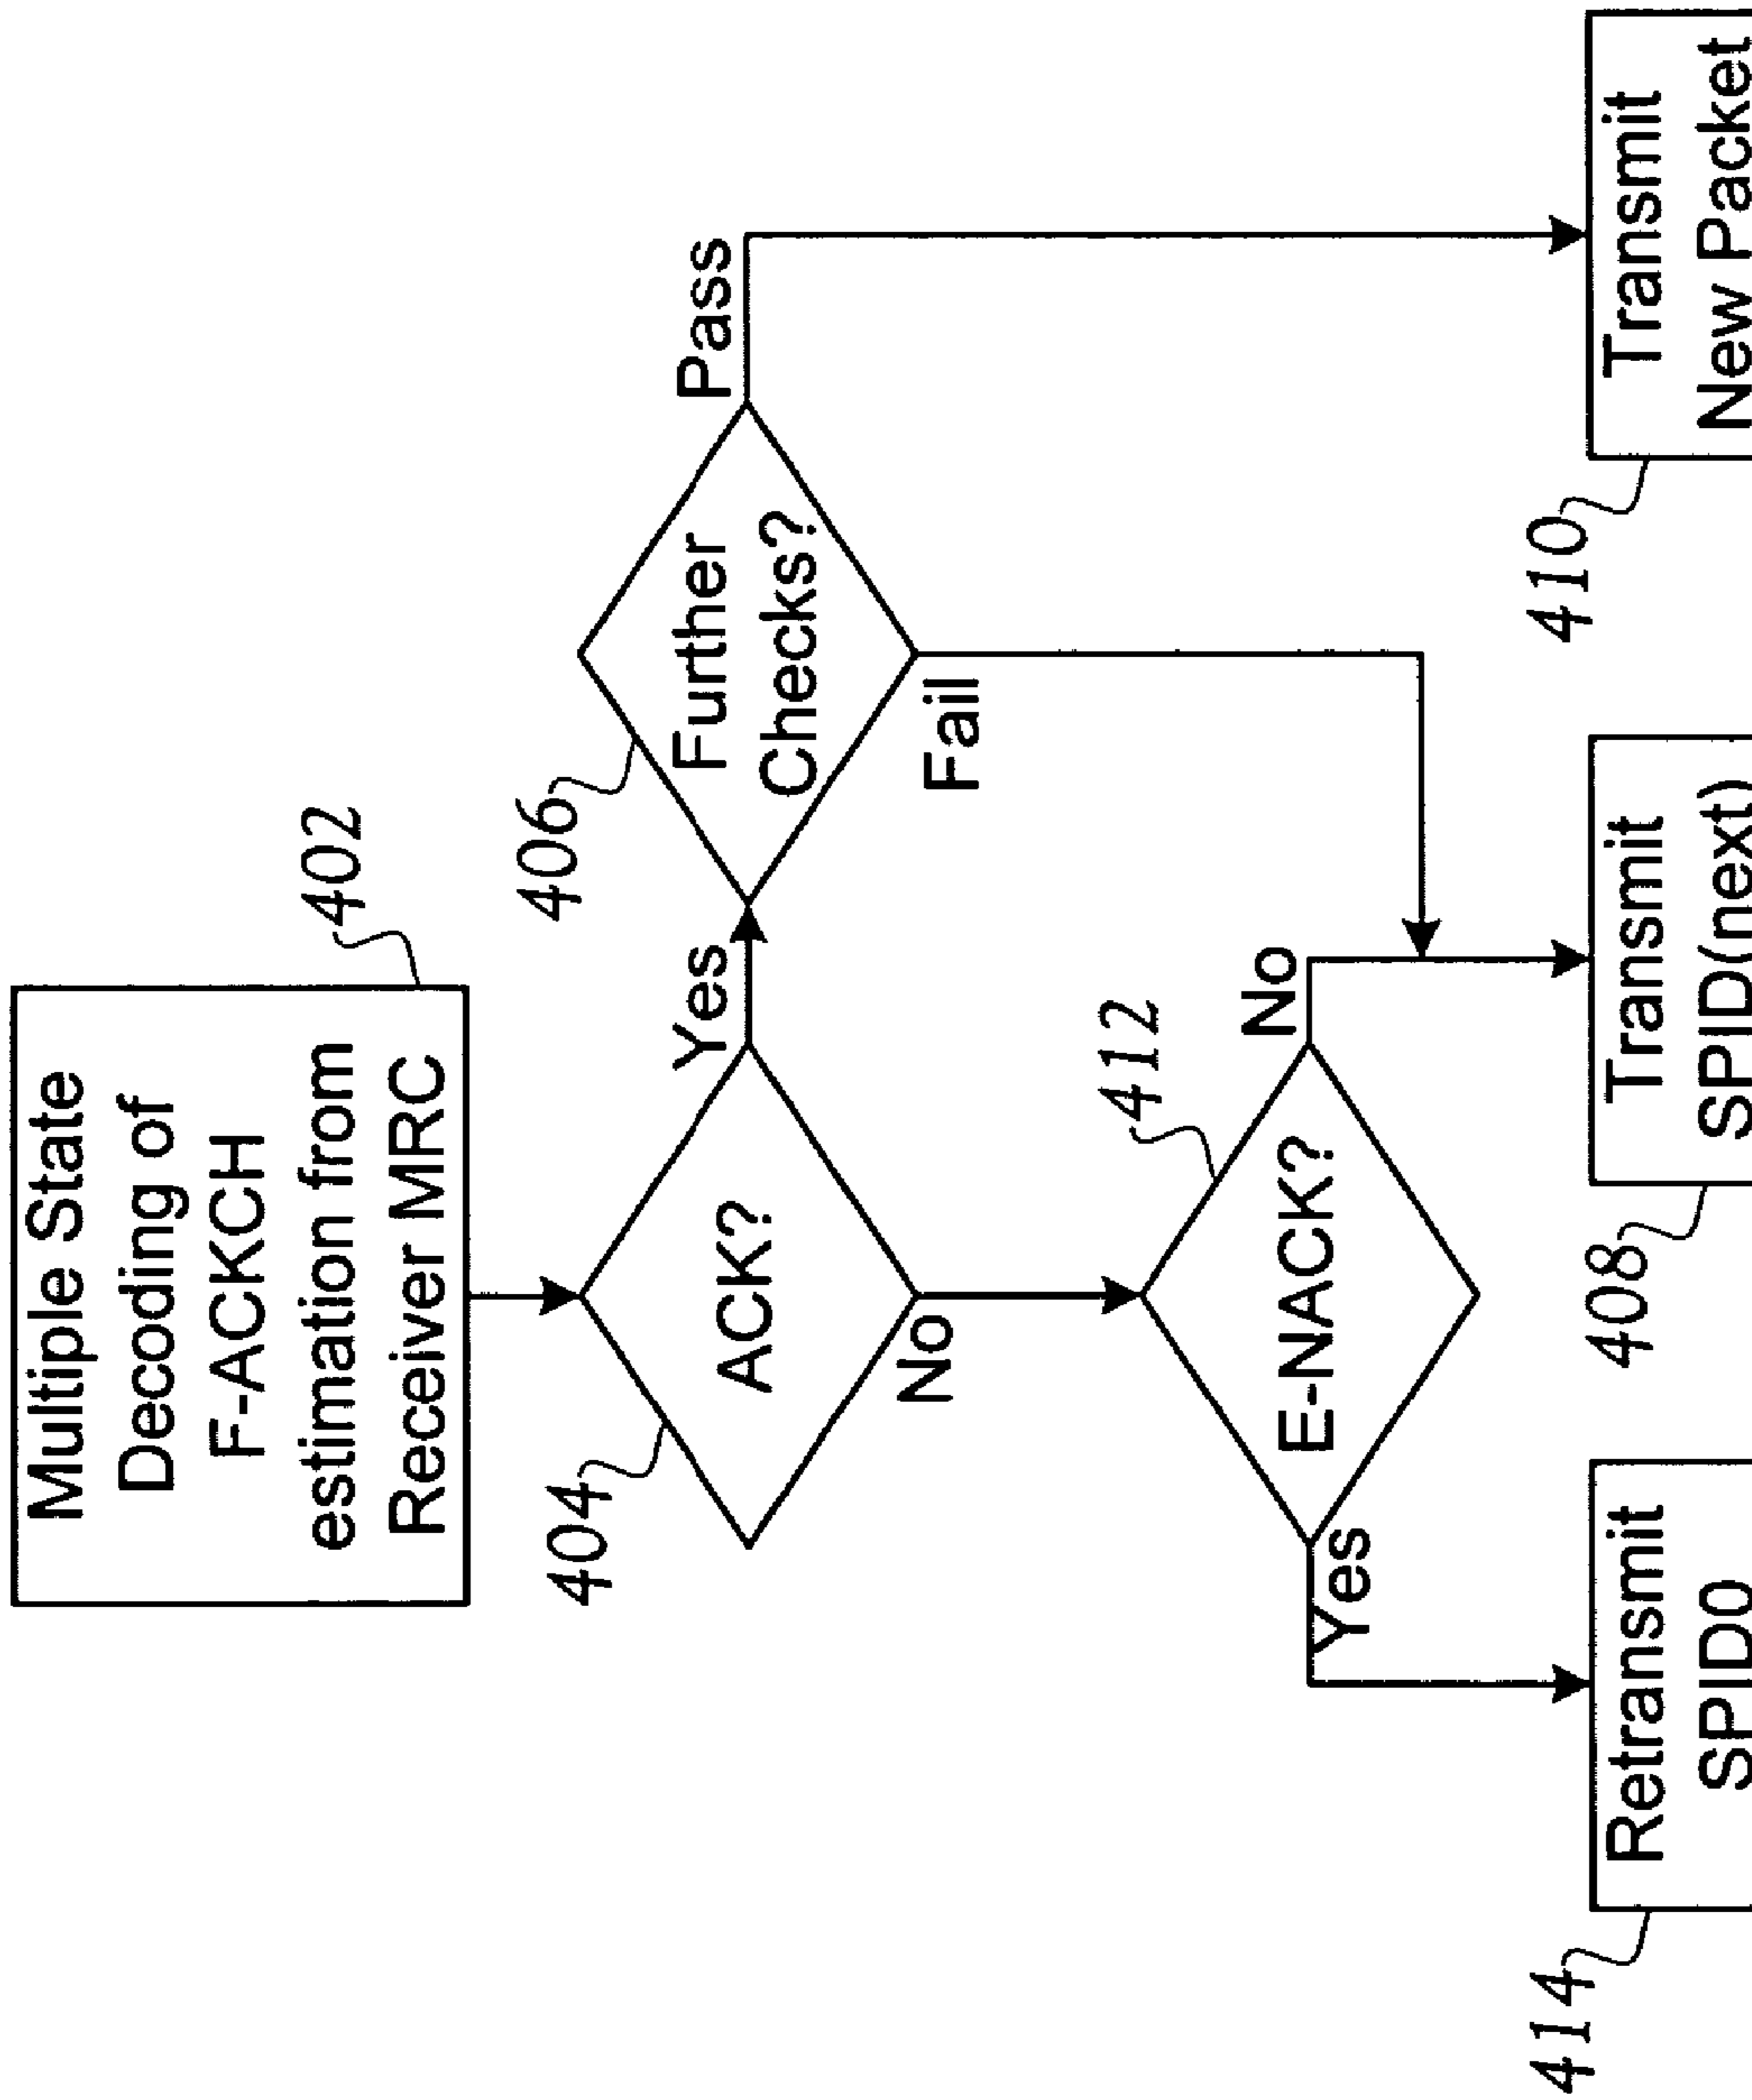 Multiple State
Decoding of
F-ACKCH
estimation from
Receiver MRC
402
404
ACK?
Yes
No
406
Further
Checks?
Pass
Fail
412
E-NACK?
Yes
No
414
Retransmit
SPID0
408
Transmit
SPID(next)
410
Transmit
New Packet